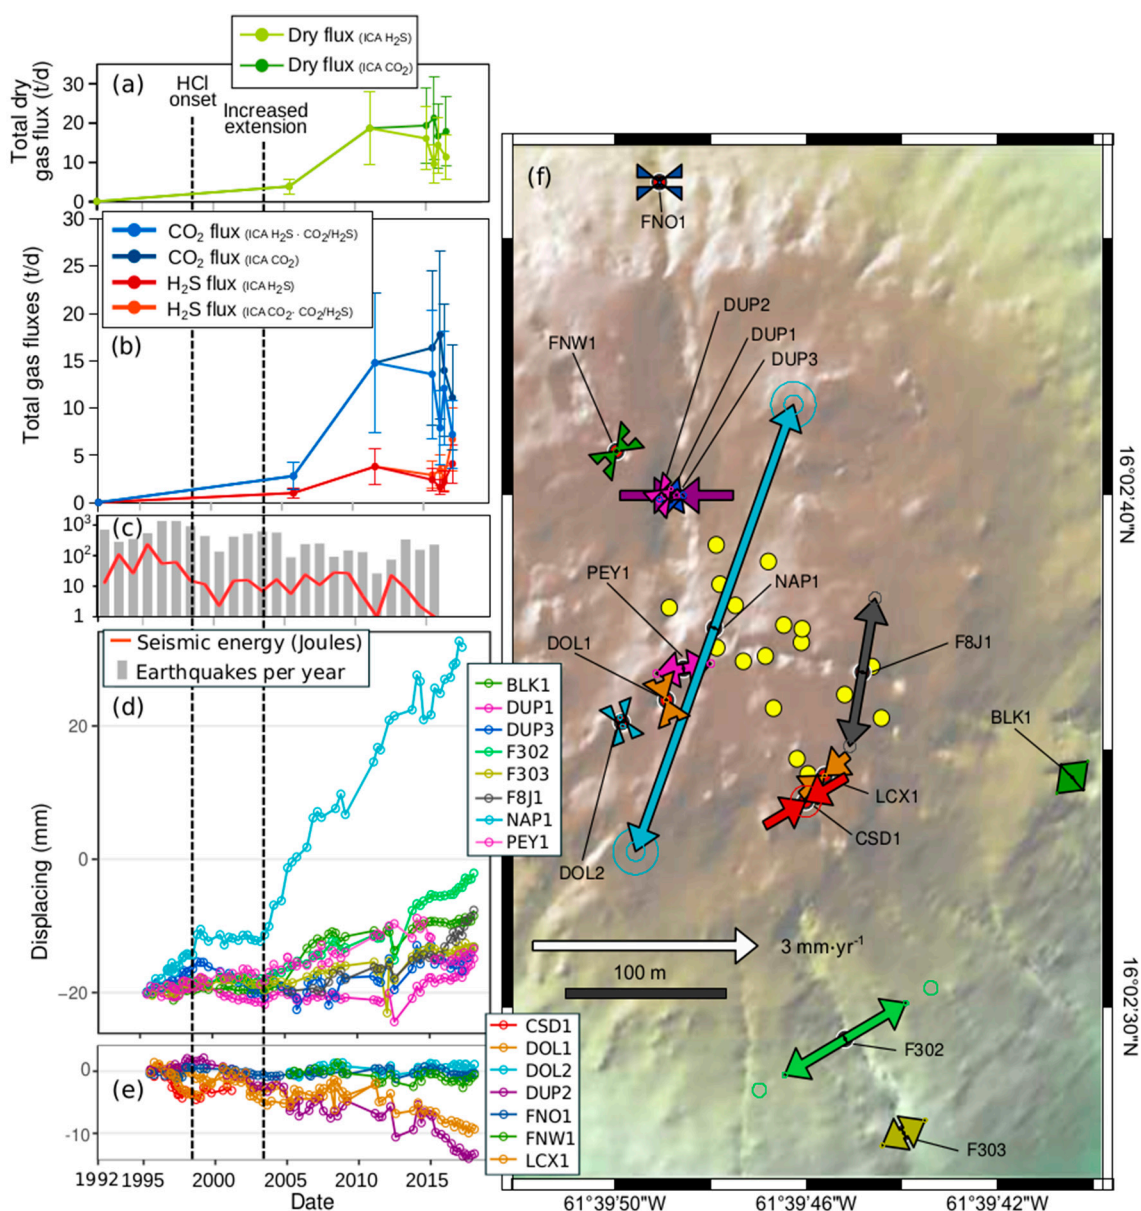 Dry flux (ICA H2S)
Dry flux (ICA CO2)
(a)
HCl
onset
Increased
extension
Total dry
gas flux (t/d)
30
20
10
0
CO2 flux (ICA H2S · CO2/H2S)
CO2 flux (ICA CO2)
H2S flux (ICA H2S)
H2S flux (ICA CO2· CO2/H2S)
(b)
Total gas fluxes (t/d)
30
25
20
15
10
5
0
(c)
10³
10²
10
1
Seismic energy (Joules)
Earthquakes per year
(d)
Displacing (mm)
20
0
−20
BLK1
DUP1
DUP3
F302
F303
F8J1
NAP1
PEY1
(e)
0
-10
CSD1
DOL1
DOL2
DUP2
FNO1
FNW1
LCX1
1992 1995 2000 2005 2010 2015
Date
(f)
FNO1
DUP2
DUP1
DUP3
FNW1
PEY1
NAP1
DOL1
F8J1
BLK1
LCX1
CSD1
DOL2
3 mm·yr-1
100 m
F302
F303
16°02'40"N
16°02'30"N
61°39'50"W 61°39'46"W 61°39'42"W